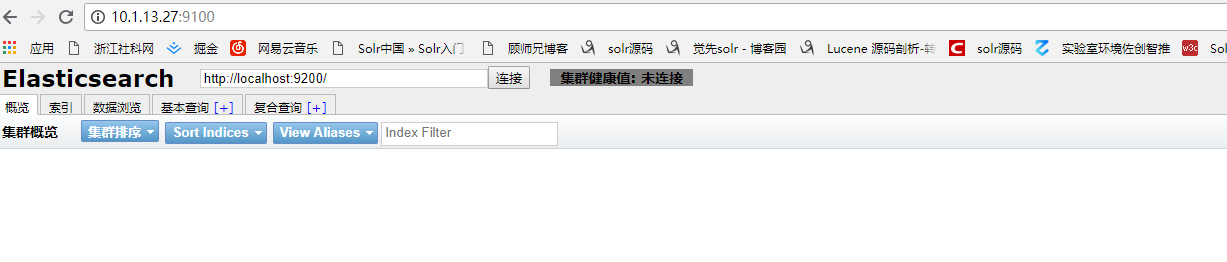 10.1.13.27:9100
应用 浙江社科网 掘金 网易云音乐 Solr中国 » Solr入门 顾师兄博客 solr源码 觉先solr - 博客园 Lucene 源码剖析-转 C solr源码 实验室环境佐创智推 w3c Sol
Elasticsearch http://localhost:9200/ 连接 集群健康值: 未连接
概览 索引 数据浏览 基本查询 [+] 复合查询 [+]
集群概览 集群排序 Sort Indices View Aliases Index Filter